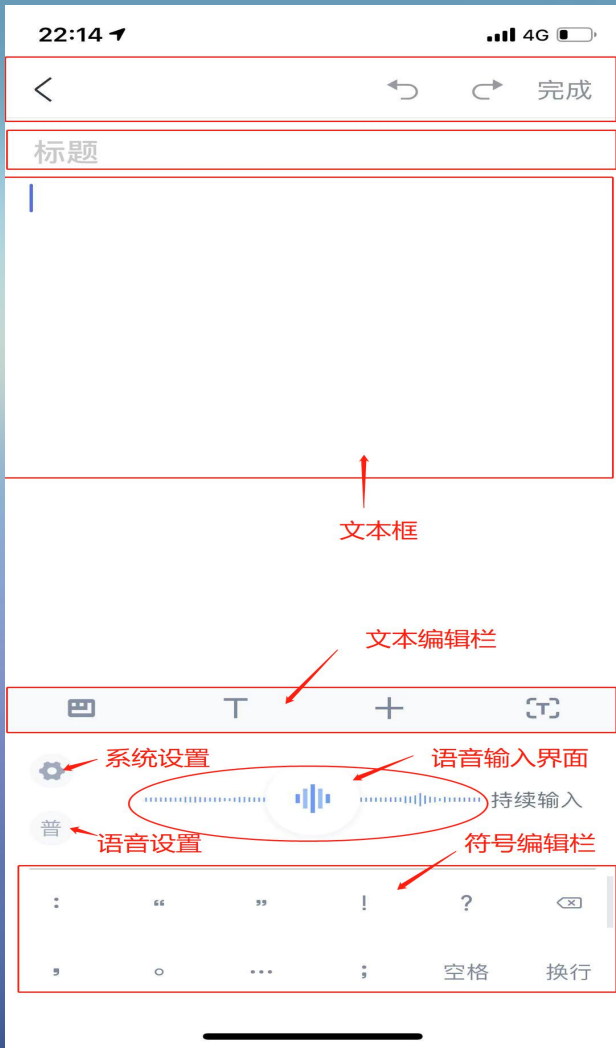 22:14
4G
完成
标题
文本框
文本编辑栏
T
T
系统设置
语音输入界面
持续输入
普
语音设置
符号编辑栏
: “ ” ! ?
, 。 … ; 空格 换行